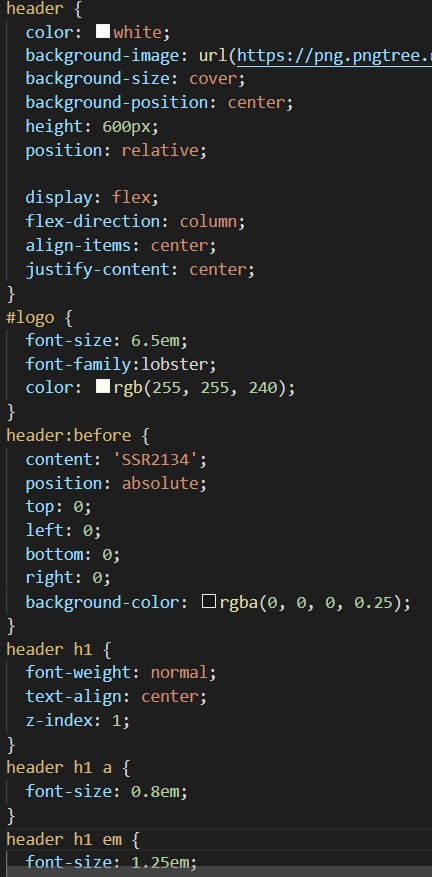 header {
color: white;
background-image: url(https://png.pngtree.
background-size: cover;
background-position: center;
height: 600px;
position: relative;
display: flex;
flex-direction: column;
align-items: center;
justify-content: center;
}
#logo {
font-size: 6.5em;
font-family:lobster;
color: rgb(255, 255, 240);
}
header:before {
content: 'SSR2134';
position: absolute;
top: 0;
left: 0;
bottom: 0;
right: 0;
background-color: rgba(0, 0, 0, 0.25);
}
header h1 {
font-weight: normal;
text-align: center;
z-index: 1;
}
header h1 a {
font-size: 0.8em;
}
header h1 em {
font-size: 1.25em;